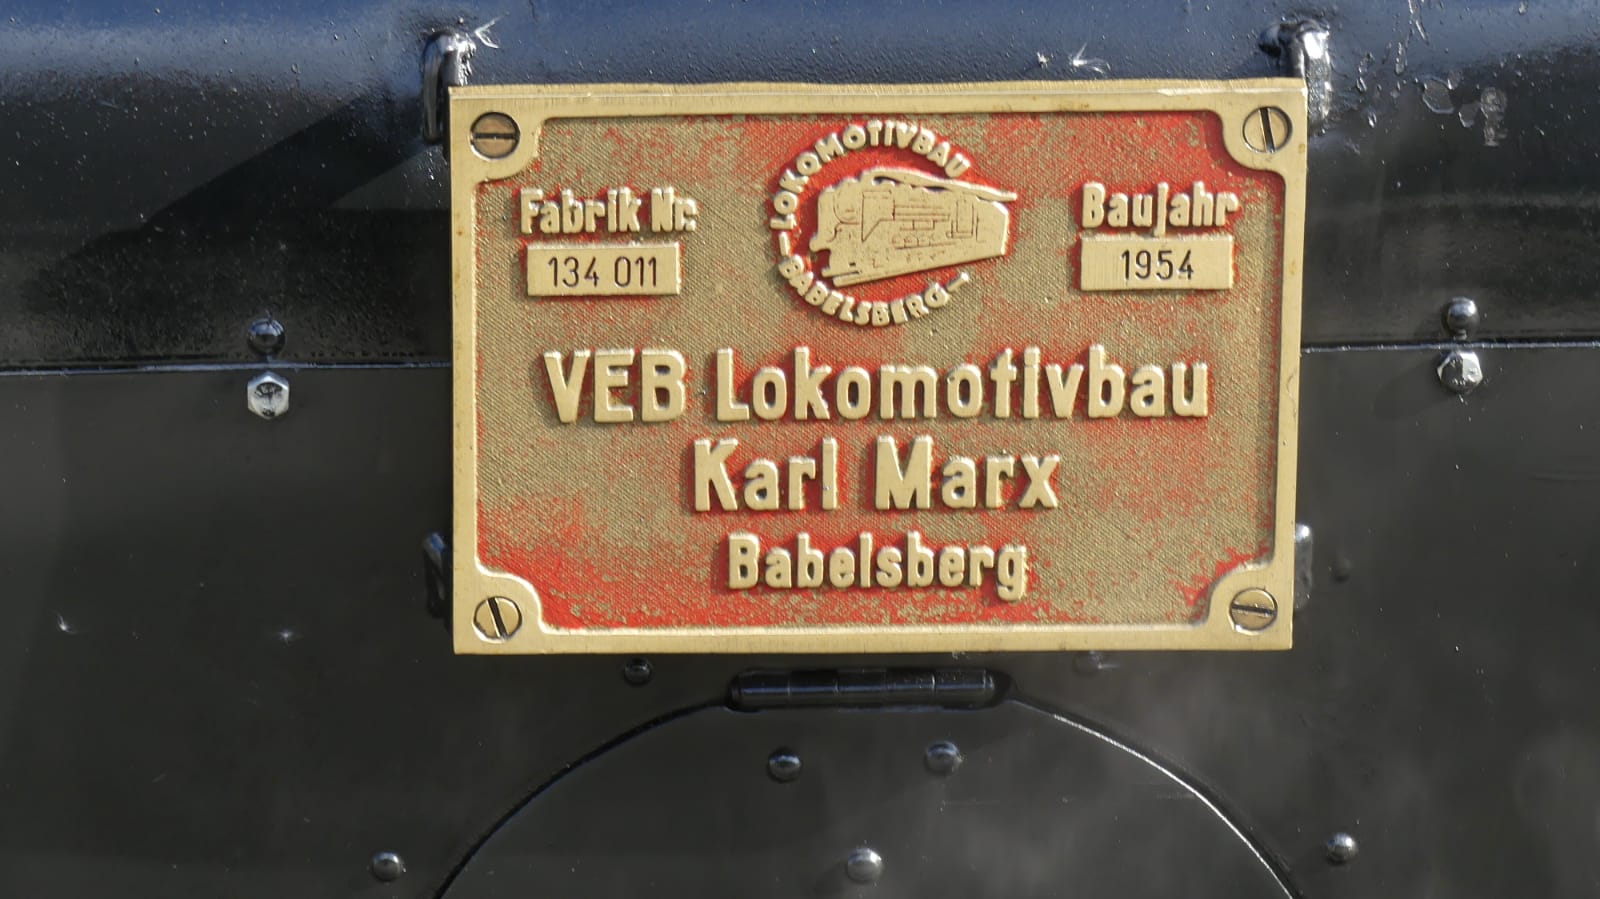 LOKOMOTIVBAU
BABELSBERG
Fabrik Nr.
134 011
Baujahr
1954
VEB Lokomotivbau
Karl Marx
Babelsberg